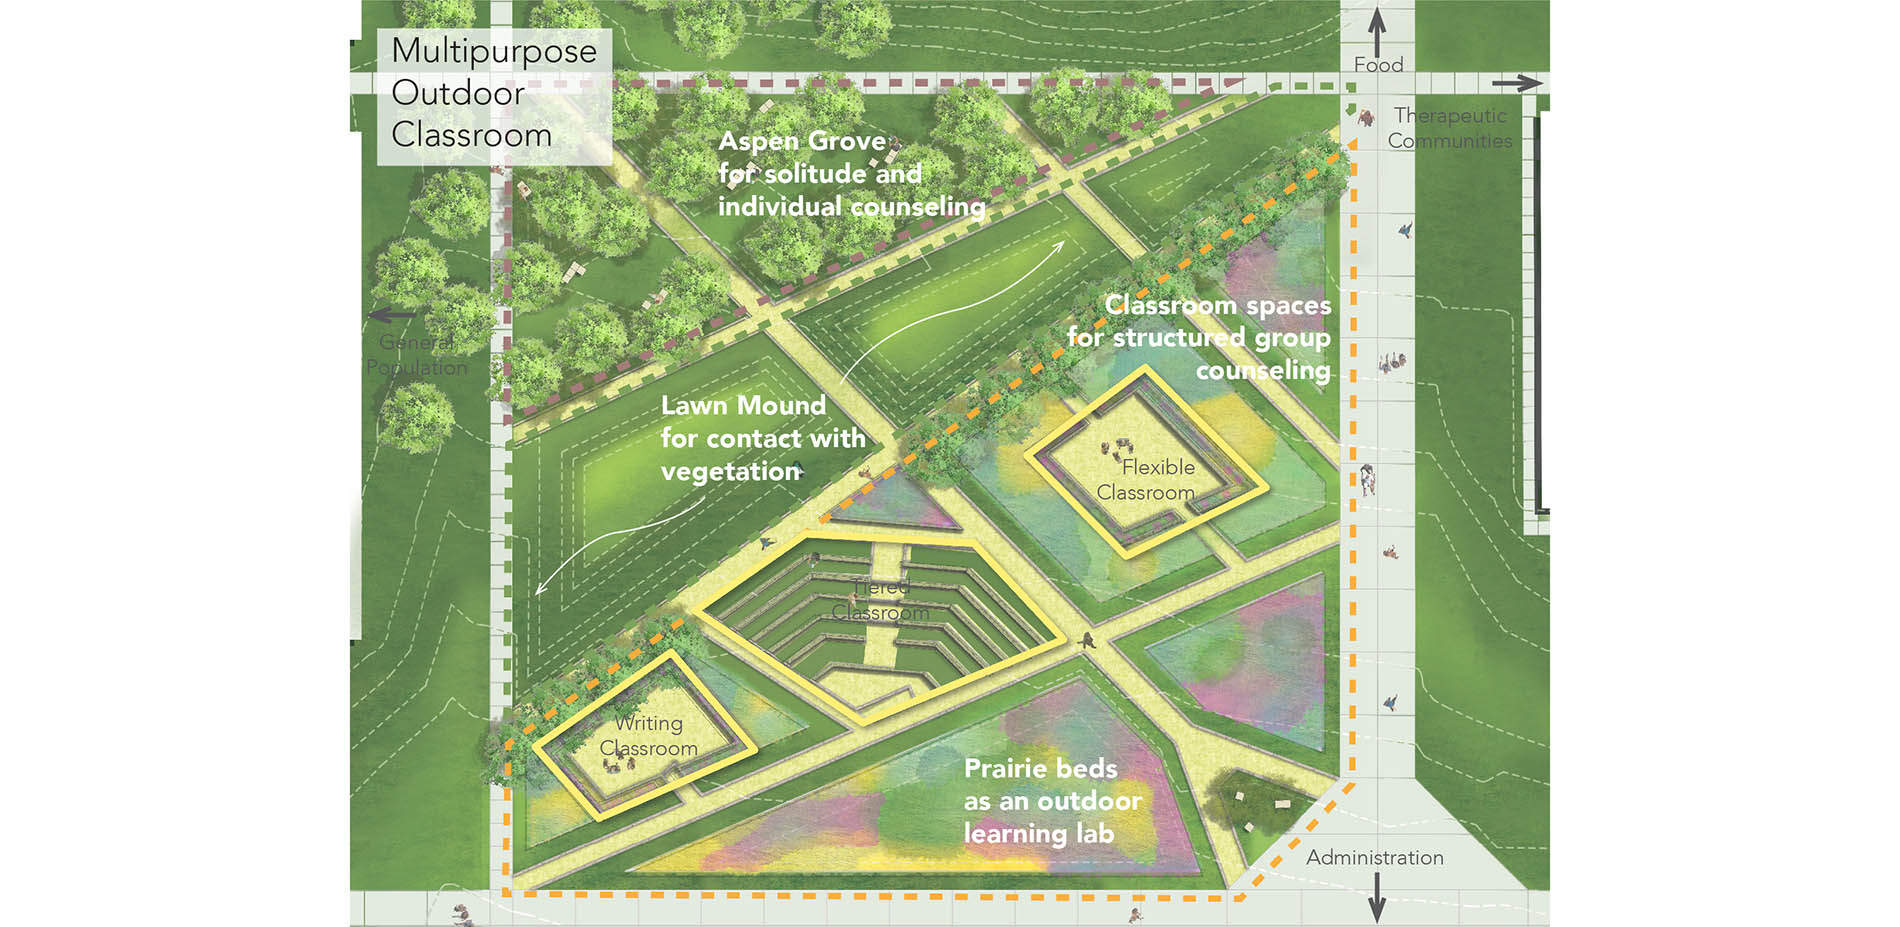 Multipurpose
Outdoor
Classroom
Food
Therapeutic
Communities
Aspen Grove
for solitude and
individual counseling
General
Population
Classroom spaces
for structured group
counseling
Lawn Mound
for contact with
vegetation
Flexible
Classroom
Tiered
Classroom
Writing
Classroom
Prairie beds
as an outdoor
learning lab
Administration